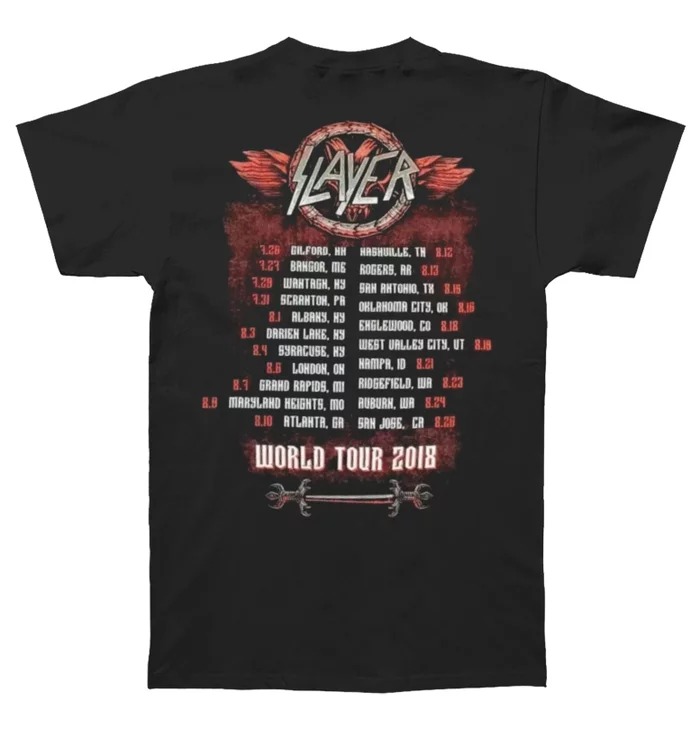 SLAYER
7.26 GILFORD, NH
7.27 BANGOR, ME
7.29 WANTAGH, NY
7.31 SCRANTON, PA
8.1 ALBANY, NY
8.3 DARIEN LAKE, NY
8.4 SYRACUSE, NY
8.6 LONDON, ON
8.7 GRAND RAPIDS, MI
8.9 MARYLAND HEIGHTS, MO
8.10 ATLANTA, GA
NASHVILLE, TN 8.12
ROGERS, AR 8.13
SAN ANTONIO, TX 8.15
OKLAHOMA CITY, OK 8.16
ENGLEWOOD, CO 8.18
WEST VALLEY CITY, UT 8.19
NAMPA, ID 8.21
RIDGEFIELD, WA 8.23
AUBURN, WA 8.24
SAN JOSE, CA 8.26
WORLD TOUR 2018